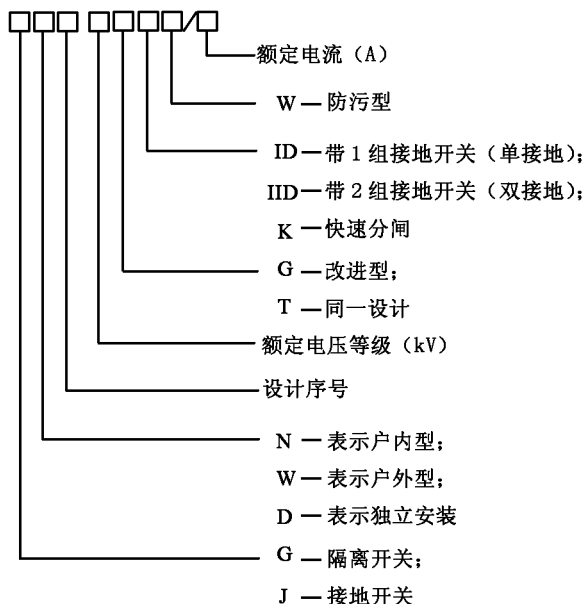 额定电流（A）
W—防污型
ID—带1组接地开关（单接地）；
IID—带2组接地开关（双接地）；
K—快速分闸
G—改进型；
T—同一设计
额定电压等级（kV）
设计序号
N—表示户内型；
W—表示户外型；
D—表示独立安装
G—隔离开关；
J—接地开关